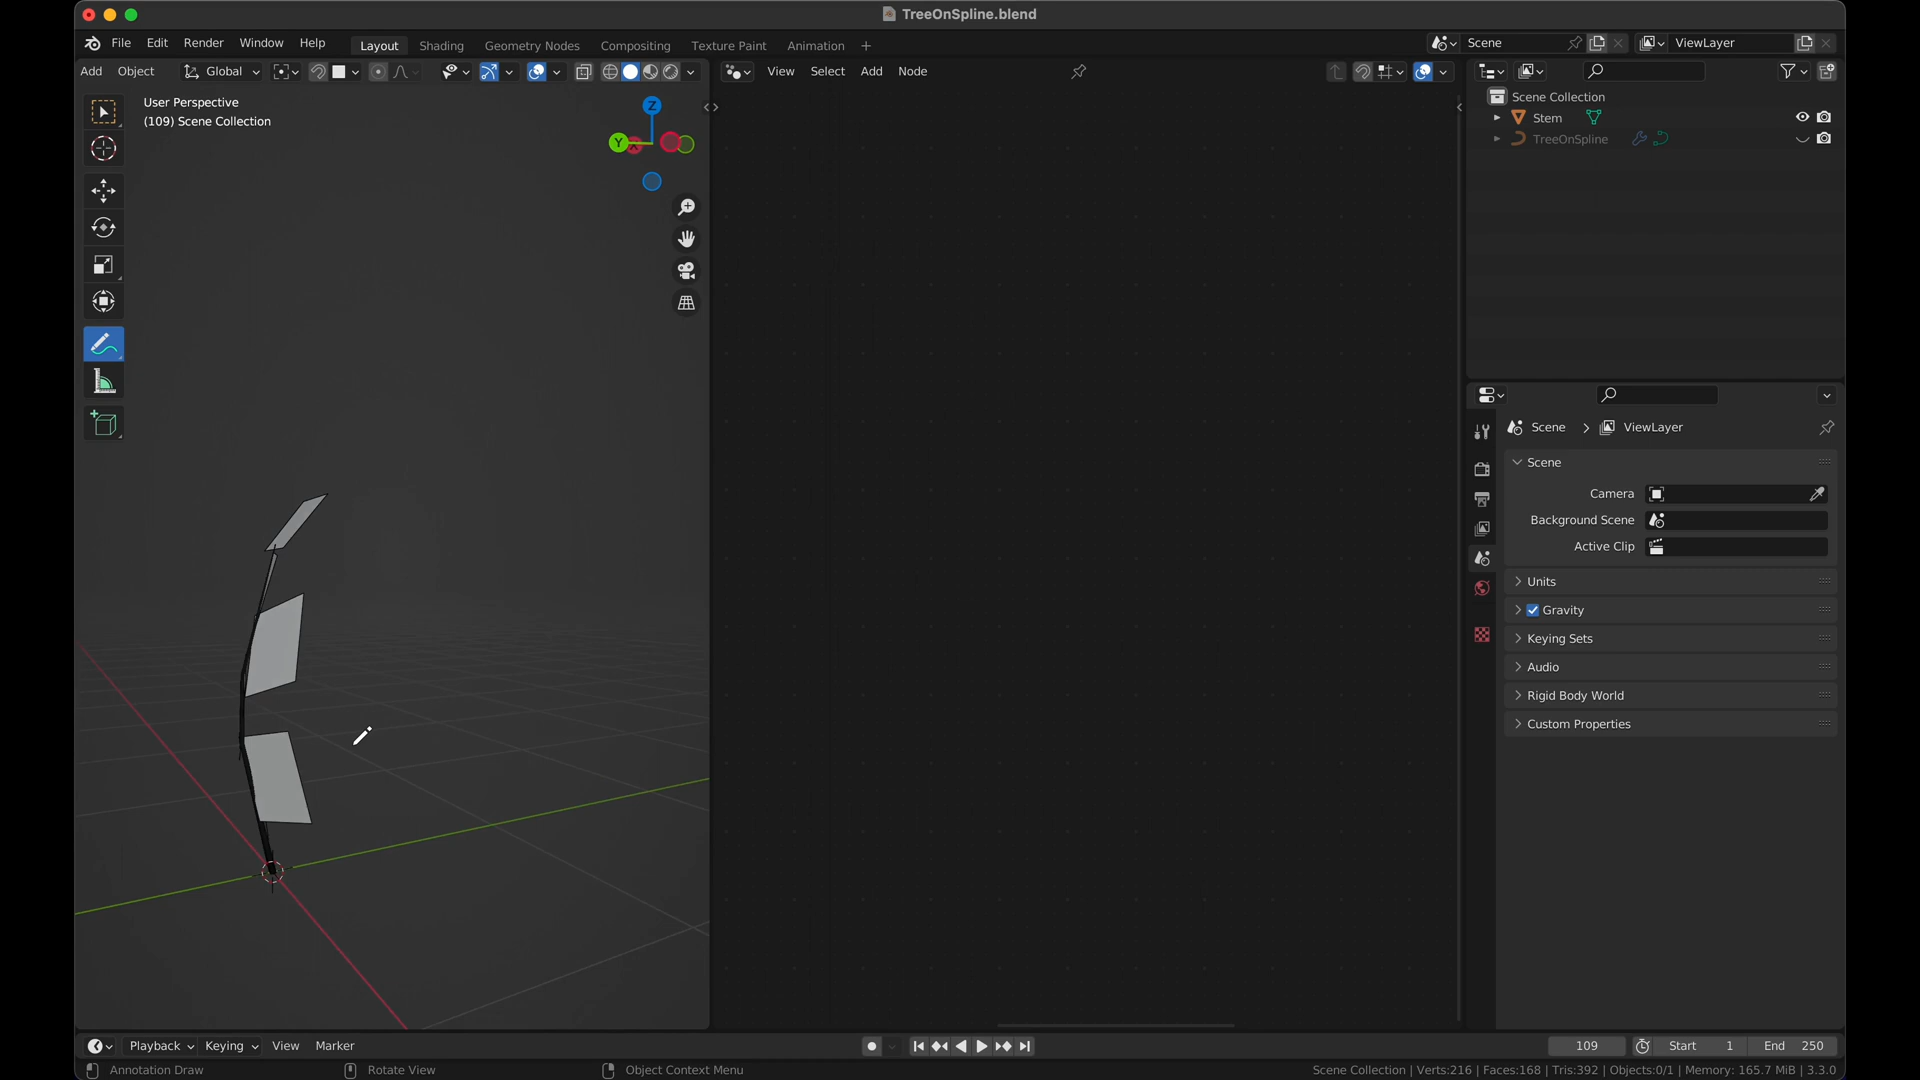 TreeOnSpline.blend
File Edit Render Window Help Layout Shading Geometry Nodes Compositing Texture Paint Animation + Scene ViewLayer
Add Object Global View Select Add Node
User Perspective
(109) Scene Collection
Z
Y
X
Scene Collection
Stem
TreeOnSpline
Scene > ViewLayer
Scene
Camera
Background Scene
Active Clip
Units
Gravity
Keying Sets
Audio
Rigid Body World
Custom Properties
Playback Keying View Marker 109 Start 1 End 250
Annotation Draw Rotate View Object Context Menu Scene Collection | Verts:216 | Faces:168 | Tris:392 | Objects:0/1 | Memory: 165.7 MiB | 3.3.0